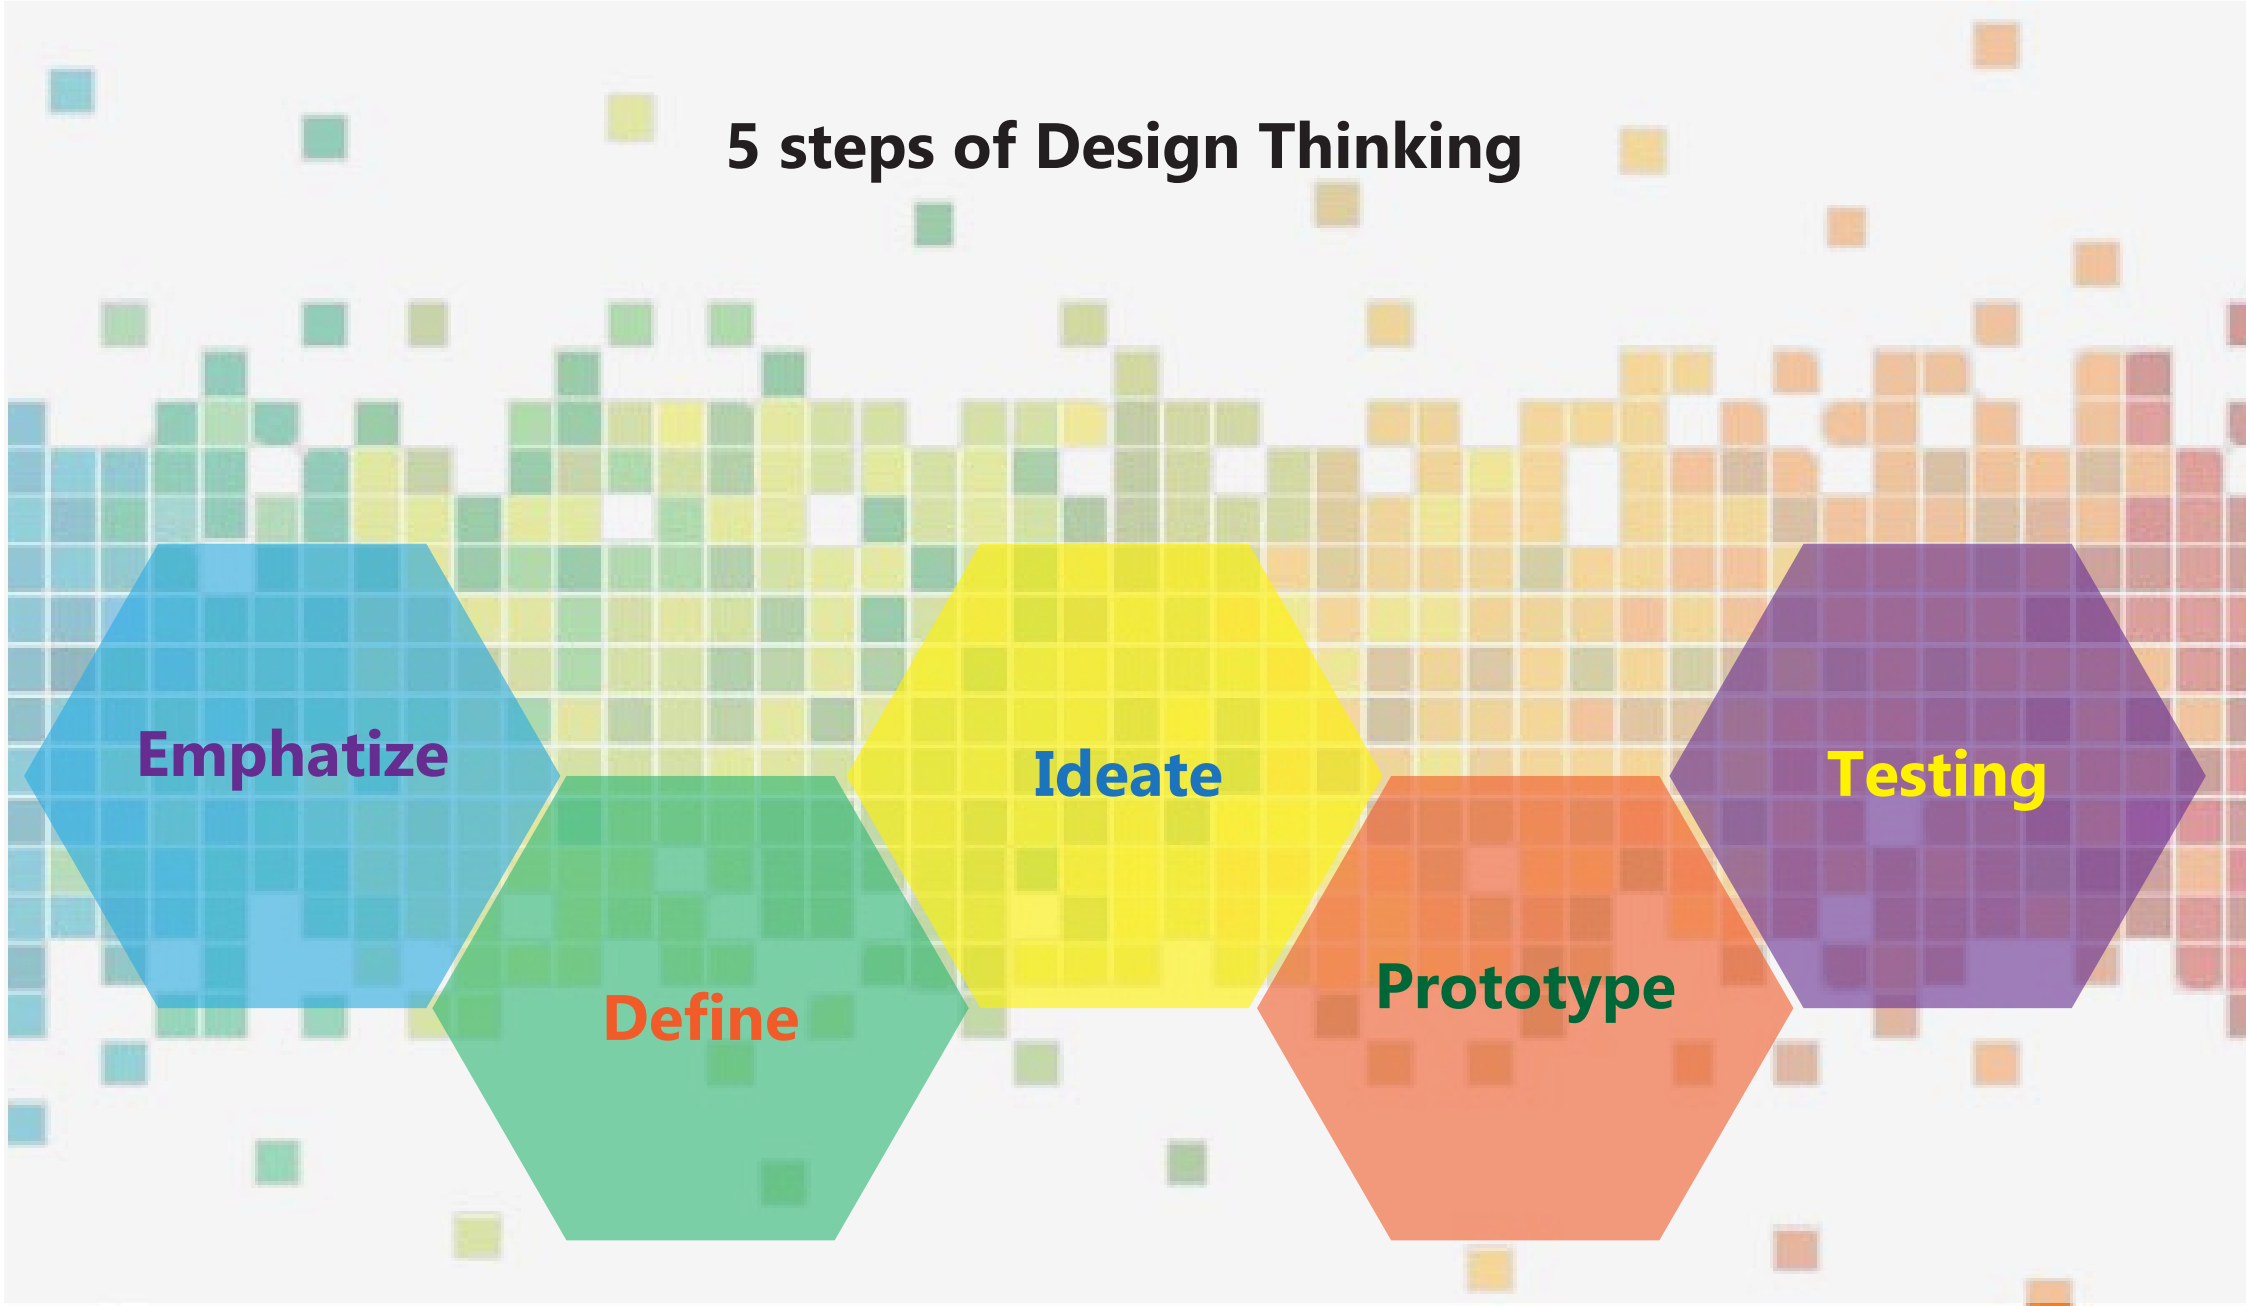 5 steps of Design Thinking
Emphatize
Define
Ideate
Prototype
Testing